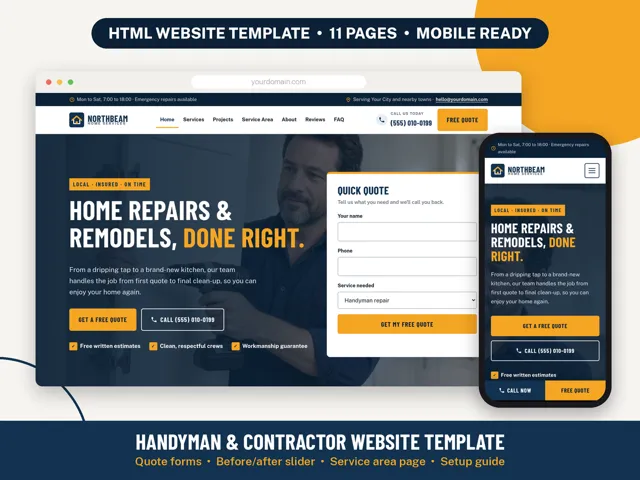 HTML WEBSITE TEMPLATE • 11 PAGES • MOBILE READY
yourdomain.com
Mon to Sat, 7:00 to 18:00 · Emergency repairs available
Serving Your City and nearby towns · hello@yourdomain.com
NORTHBEAM
HOME SERVICES
Home Services Projects Service Area About Reviews FAQ
CALL US TODAY
(555) 010-0199
FREE QUOTE
LOCAL · INSURED · ON TIME
HOME REPAIRS &
REMODELS, DONE RIGHT.
From a dripping tap to a brand-new kitchen, our team
handles the job from first quote to final clean-up, so you can
enjoy your home again.
GET A FREE QUOTE
CALL (555) 010-0199
Free written estimates
Clean, respectful crews
Workmanship guarantee
QUICK QUOTE
Tell us what you need and we'll call you back.
Your name
Phone
Service needed
Handyman repair
GET MY FREE QUOTE
Mon to Sat, 7:00 to 18:00 · Emergency repairs
available
NORTHBEAM
HOME SERVICES
LOCAL · INSURED · ON TIME
HOME REPAIRS &
REMODELS, DONE
RIGHT.
From a dripping tap to a brand-new
kitchen, our team handles the job from
first quote to final clean-up, so you can
enjoy your home again.
GET A FREE QUOTE
CALL (555) 010-0199
Free written estimates
CALL NOW
FREE QUOTE
HANDYMAN & CONTRACTOR WEBSITE TEMPLATE
Quote forms • Before/after slider • Service area page • Setup guide